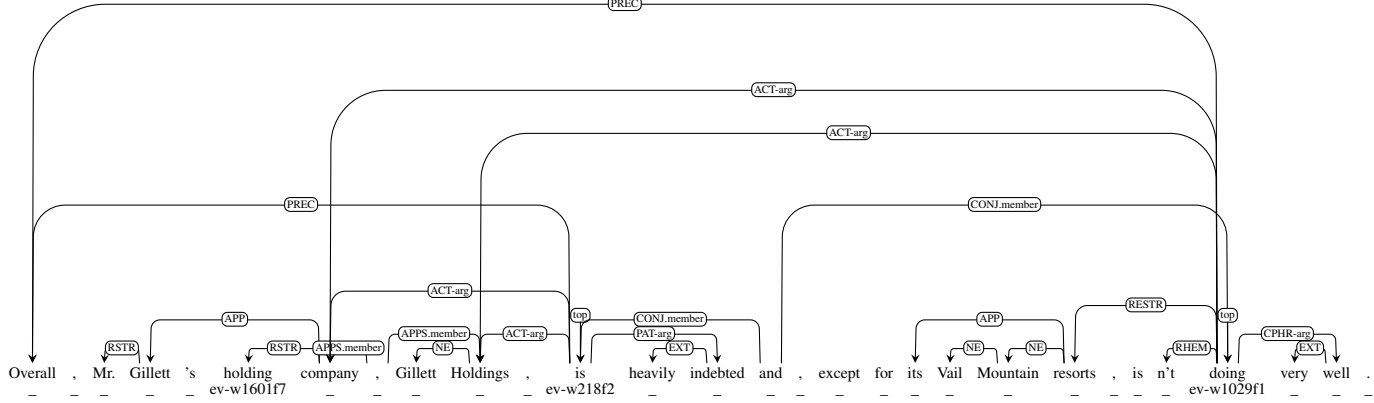 PREC
ACT-arg
ACT-arg
PREC CONJ.member
ACT-arg
RESTR
APP top CONJ.member APP top
APPS.member ACT-arg PAT-arg CPHR-arg
RSTR RSTR APPS.member NE EXT NE NE RHEM EXT
Overall , Mr. Gillett 's holding company , Gillett Holdings , is heavily indebted and , except for its Vail Mountain resorts , is n't doing very well .
_ _ _ _ _ ev-w1601f7 _ _ _ _ _ ev-w218f2 _ _ _ _ _ _ _ _ _ _ _ _ _ ev-w1029f1 _ _ _